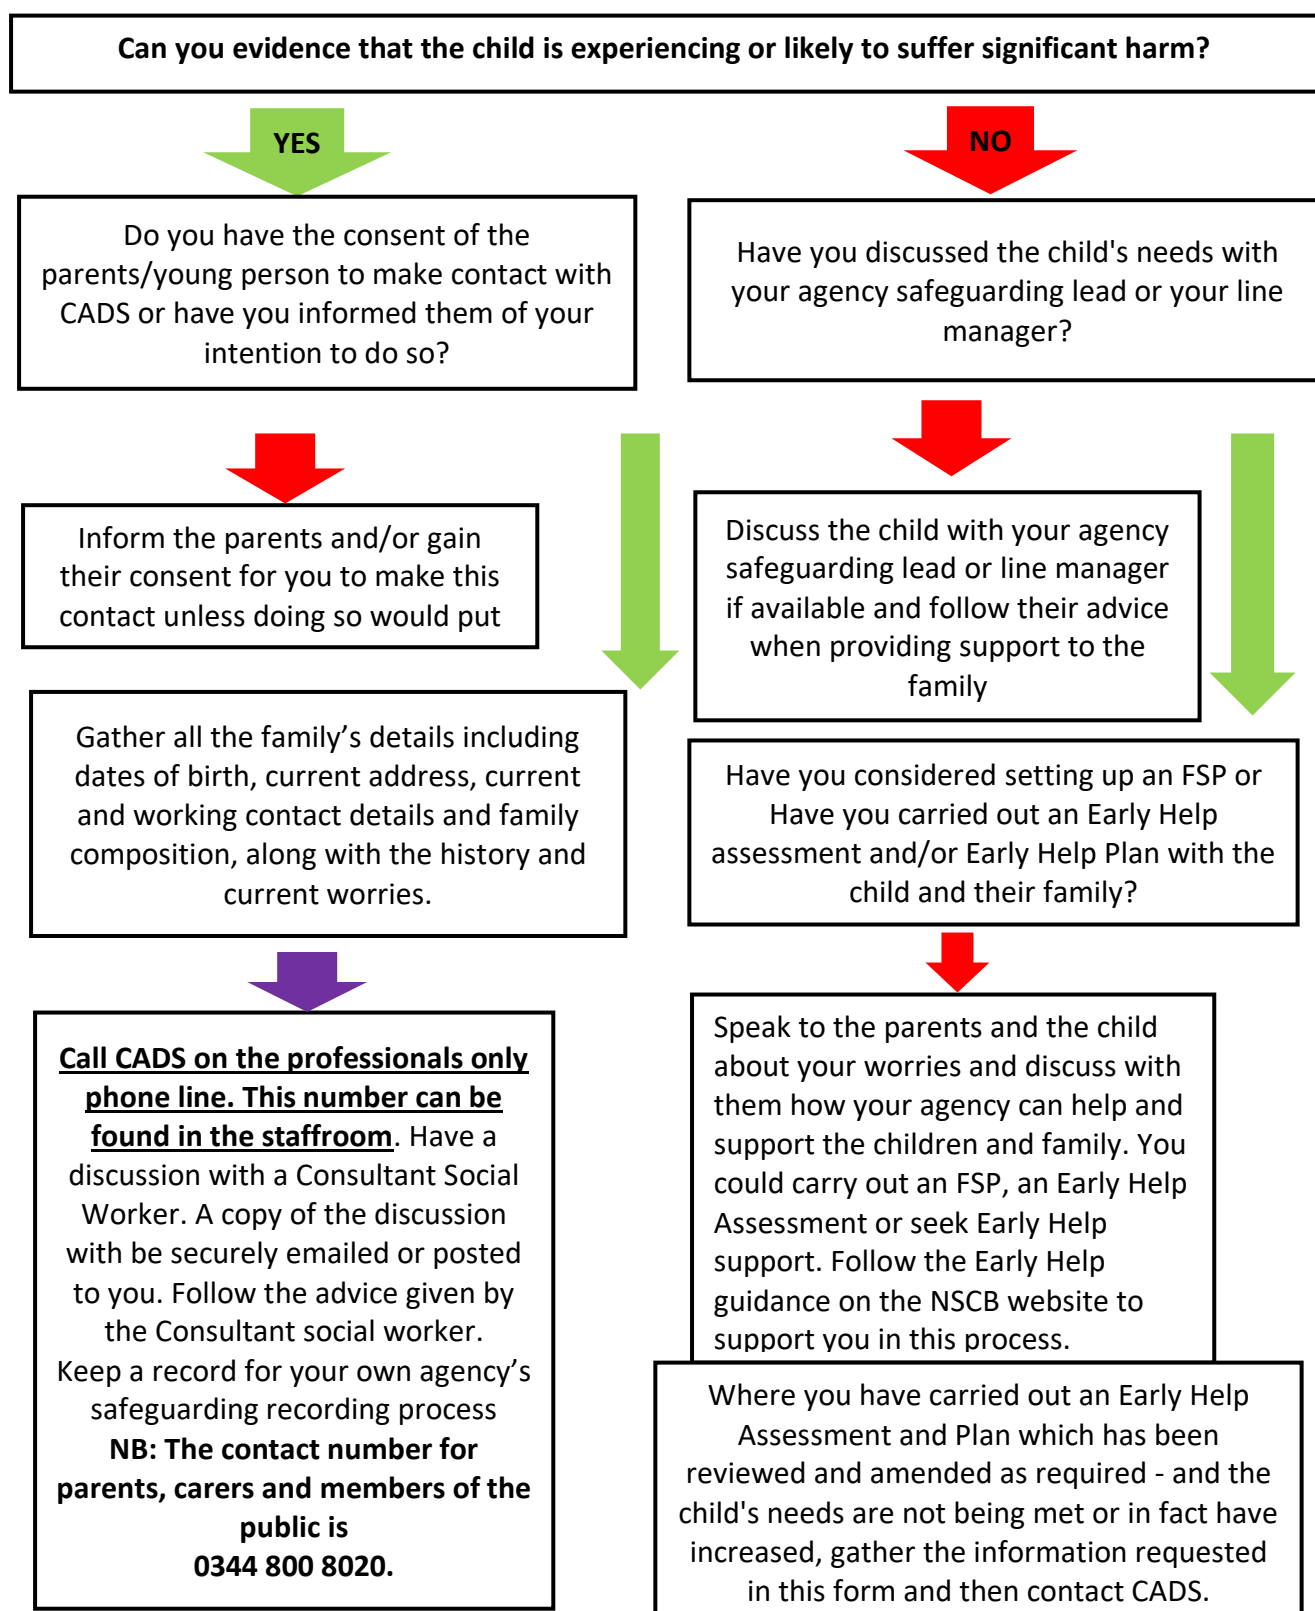 Can you evidence that the child is experiencing or likely to suffer significant harm?
YES
NO
Do you have the consent of the
parents/young person to make contact with
CADS or have you informed them of your
intention to do so?
Have you discussed the child's needs with
your agency safeguarding lead or your line
manager?
Inform the parents and/or gain
their consent for you to make this
contact unless doing so would put
Discuss the child with your agency
safeguarding lead or line manager
if available and follow their advice
when providing support to the
family
Gather all the family’s details including
dates of birth, current address, current
and working contact details and family
composition, along with the history and
current worries.
Have you considered setting up an FSP or
Have you carried out an Early Help
assessment and/or Early Help Plan with the
child and their family?
Call CADS on the professionals only
phone line. This number can be
found in the staffroom. Have a
discussion with a Consultant Social
Worker. A copy of the discussion
with be securely emailed or posted
to you. Follow the advice given by
the Consultant social worker.
Keep a record for your own agency’s
safeguarding recording process
NB: The contact number for
parents, carers and members of the
public is
0344 800 8020.
Speak to the parents and the child
about your worries and discuss with
them how your agency can help and
support the children and family. You
could carry out an FSP, an Early Help
Assessment or seek Early Help
support. Follow the Early Help
guidance on the NSCB website to
support you in this process.
Where you have carried out an Early Help
Assessment and Plan which has been
reviewed and amended as required - and the
child's needs are not being met or in fact have
increased, gather the information requested
in this form and then contact CADS.